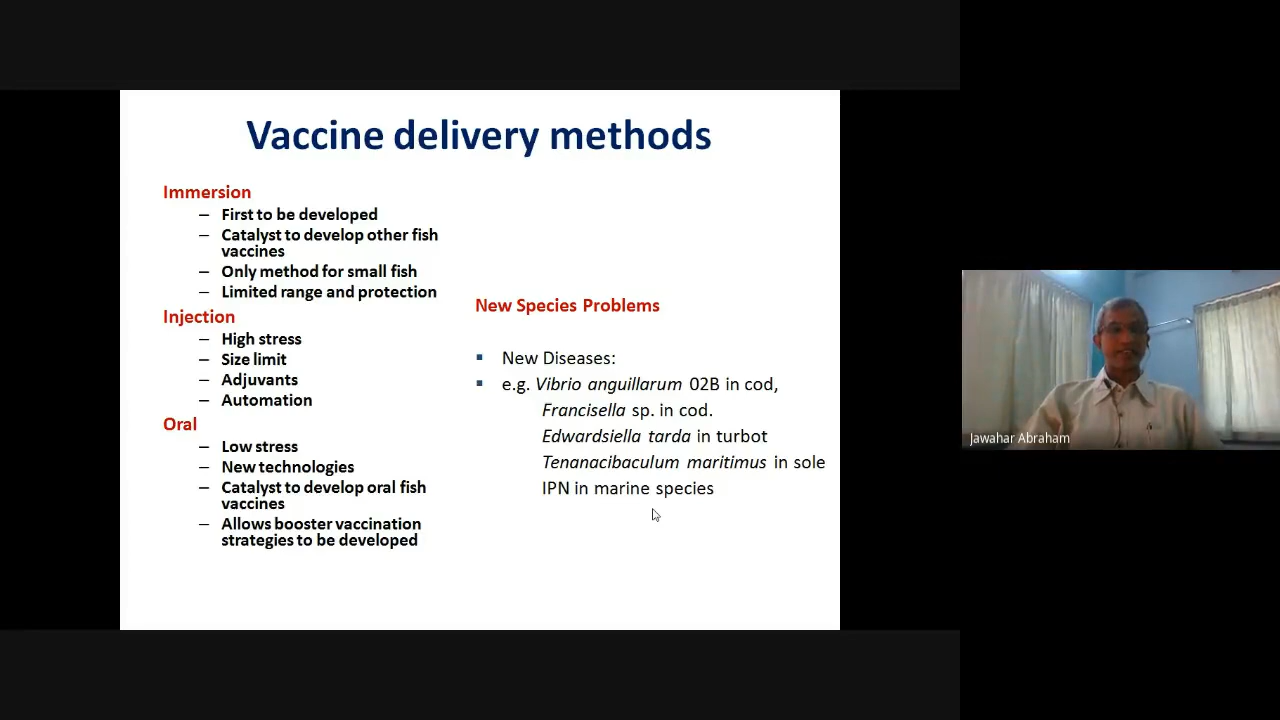 Vaccine delivery methods
Immersion
– First to be developed
– Catalyst to develop other fish
vaccines
– Only method for small fish
– Limited range and protection
Injection
– High stress
– Size limit
– Adjuvants
– Automation
Oral
– Low stress
– New technologies
– Catalyst to develop oral fish
vaccines
– Allows booster vaccination
strategies to be developed
New Species Problems
▪ New Diseases:
▪ e.g. Vibrio anguillarum 02B in cod,
Francisella sp. in cod.
Edwardsiella tarda in turbot
Tenanacibaculum maritimus in sole
IPN in marine species
Jawahar Abraham